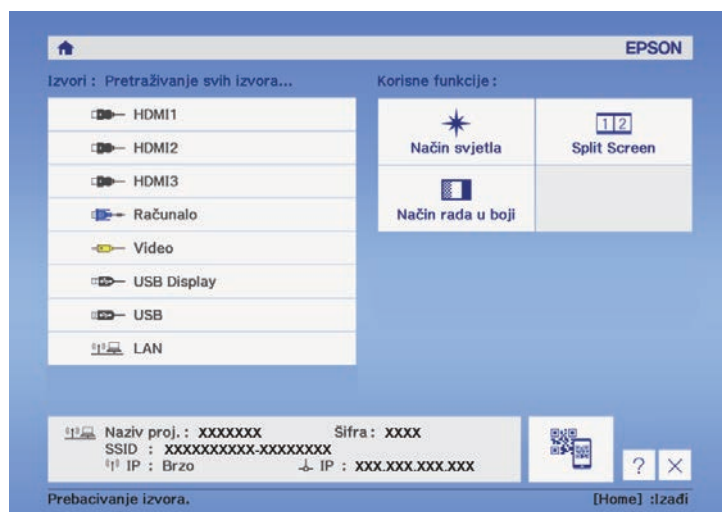 EPSON
Izvori : Pretraživanje svih izvora...
HDMI1
HDMI2
HDMI3
Računalo
Video
USB Display
USB
LAN
Korisne funkcije :
Način svjetla
1 2
Split Screen
Način rada u boji
Naziv proj. : XXXXXXX Šifra : XXXX
SSID : XXXXXXXXXX-XXXXXXXX
IP : Brzo IP : XXX.XXX.XXX.XXX
? ×
Prebacivanje izvora. [Home] :Izađi